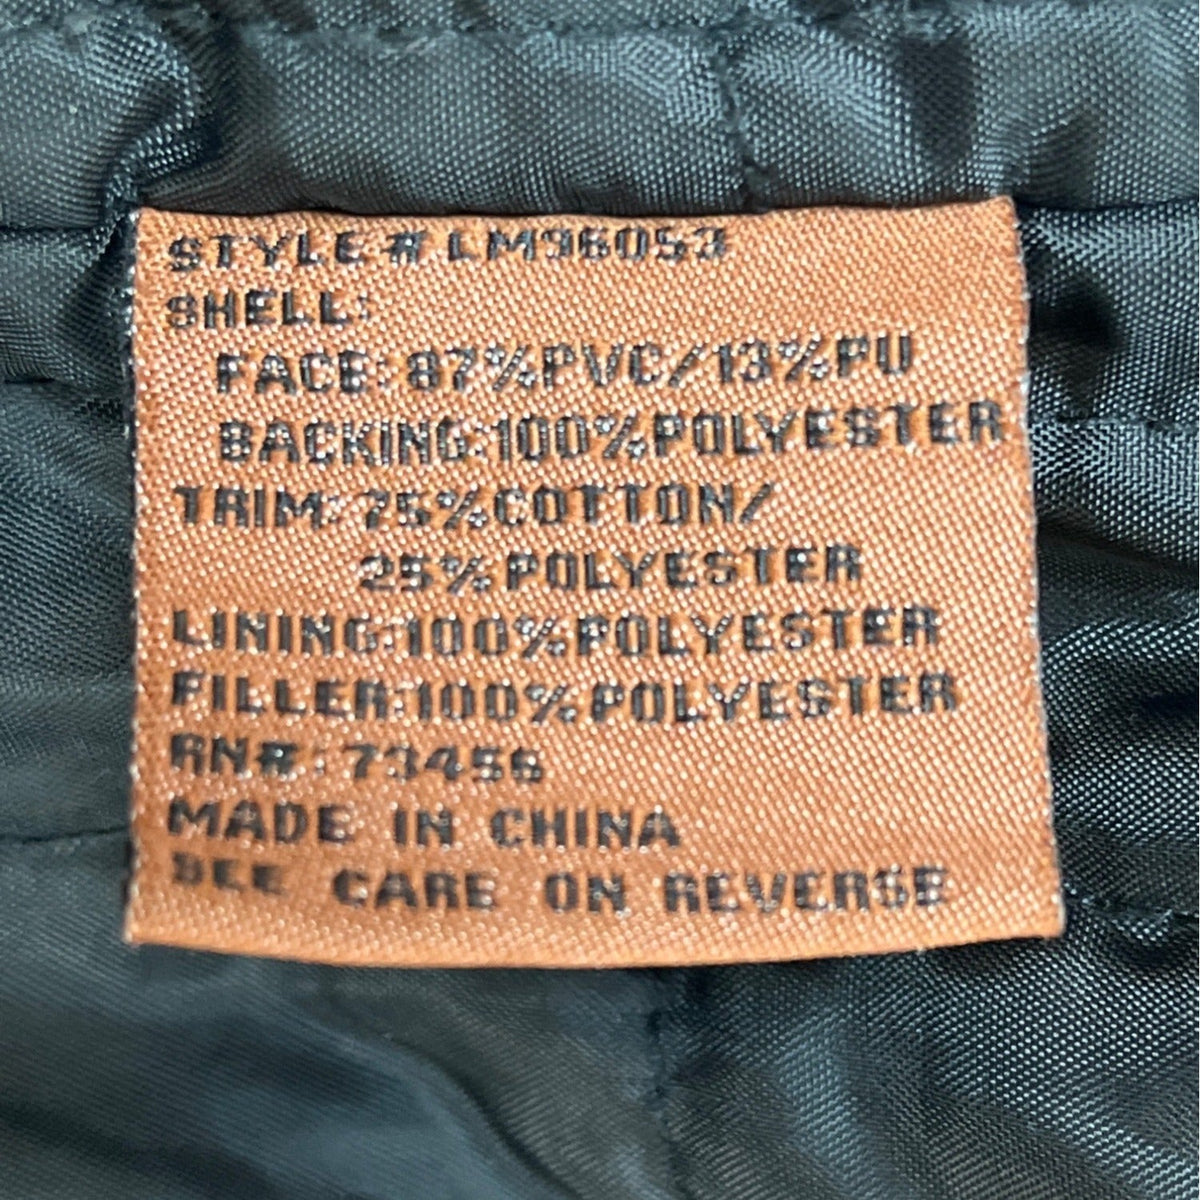 STYLE # LM36053
SHELL:
FACE: 87%PVC/13%PU
BACKING:100%POLYESTER
TRIM: 75%COTTON/
25%POLYESTER
LINING:100%POLYESTER
FILLER:100%POLYESTER
RN#: 73456
MADE IN CHINA
SEE CARE ON REVERSE